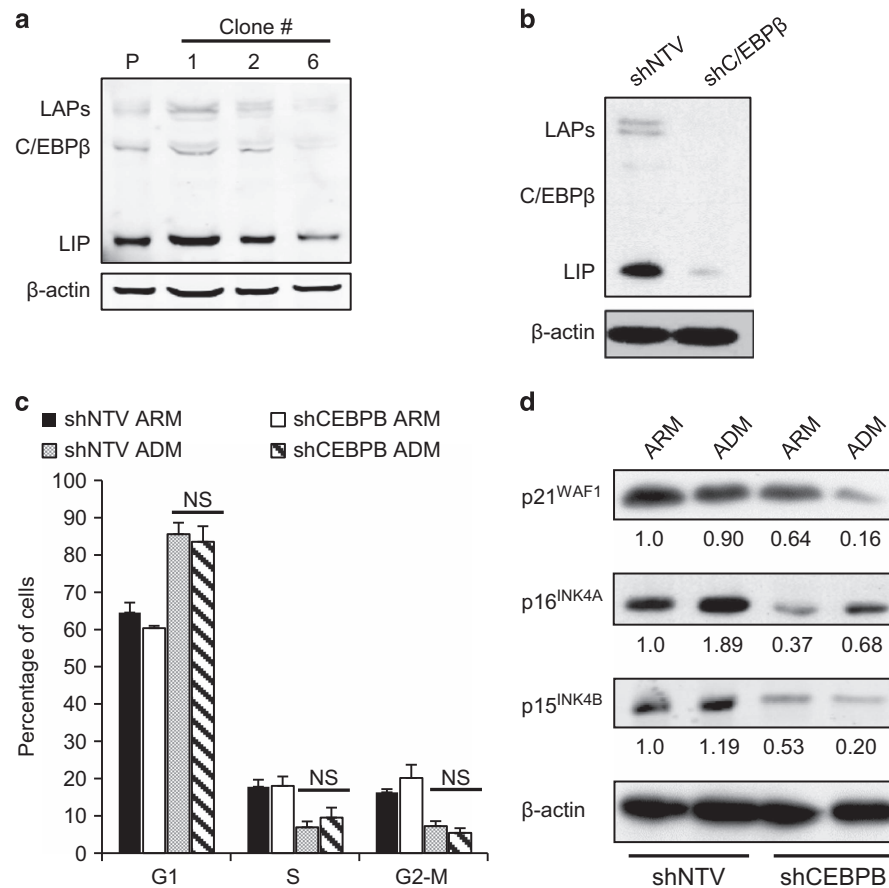 a
Clone #
P 1 2 6
LAPs
C/EBPβ
LIP
β-actin
b
shNTV shC/EBPβ
LAPs
C/EBPβ
LIP
β-actin
c
shNTV ARM shCEBPB ARM
shNTV ADM shCEBPB ADM
Percentage of cells
100
90
80
70
60
50
40
30
20
10
0
NS
NS
NS
G1 S G2-M
d
ARM ADM ARM ADM
p21WAF1
1.0 0.90 0.64 0.16
p16INK4A
1.0 1.89 0.37 0.68
p15INK4B
1.0 1.19 0.53 0.20
β-actin
shNTV shCEBPB